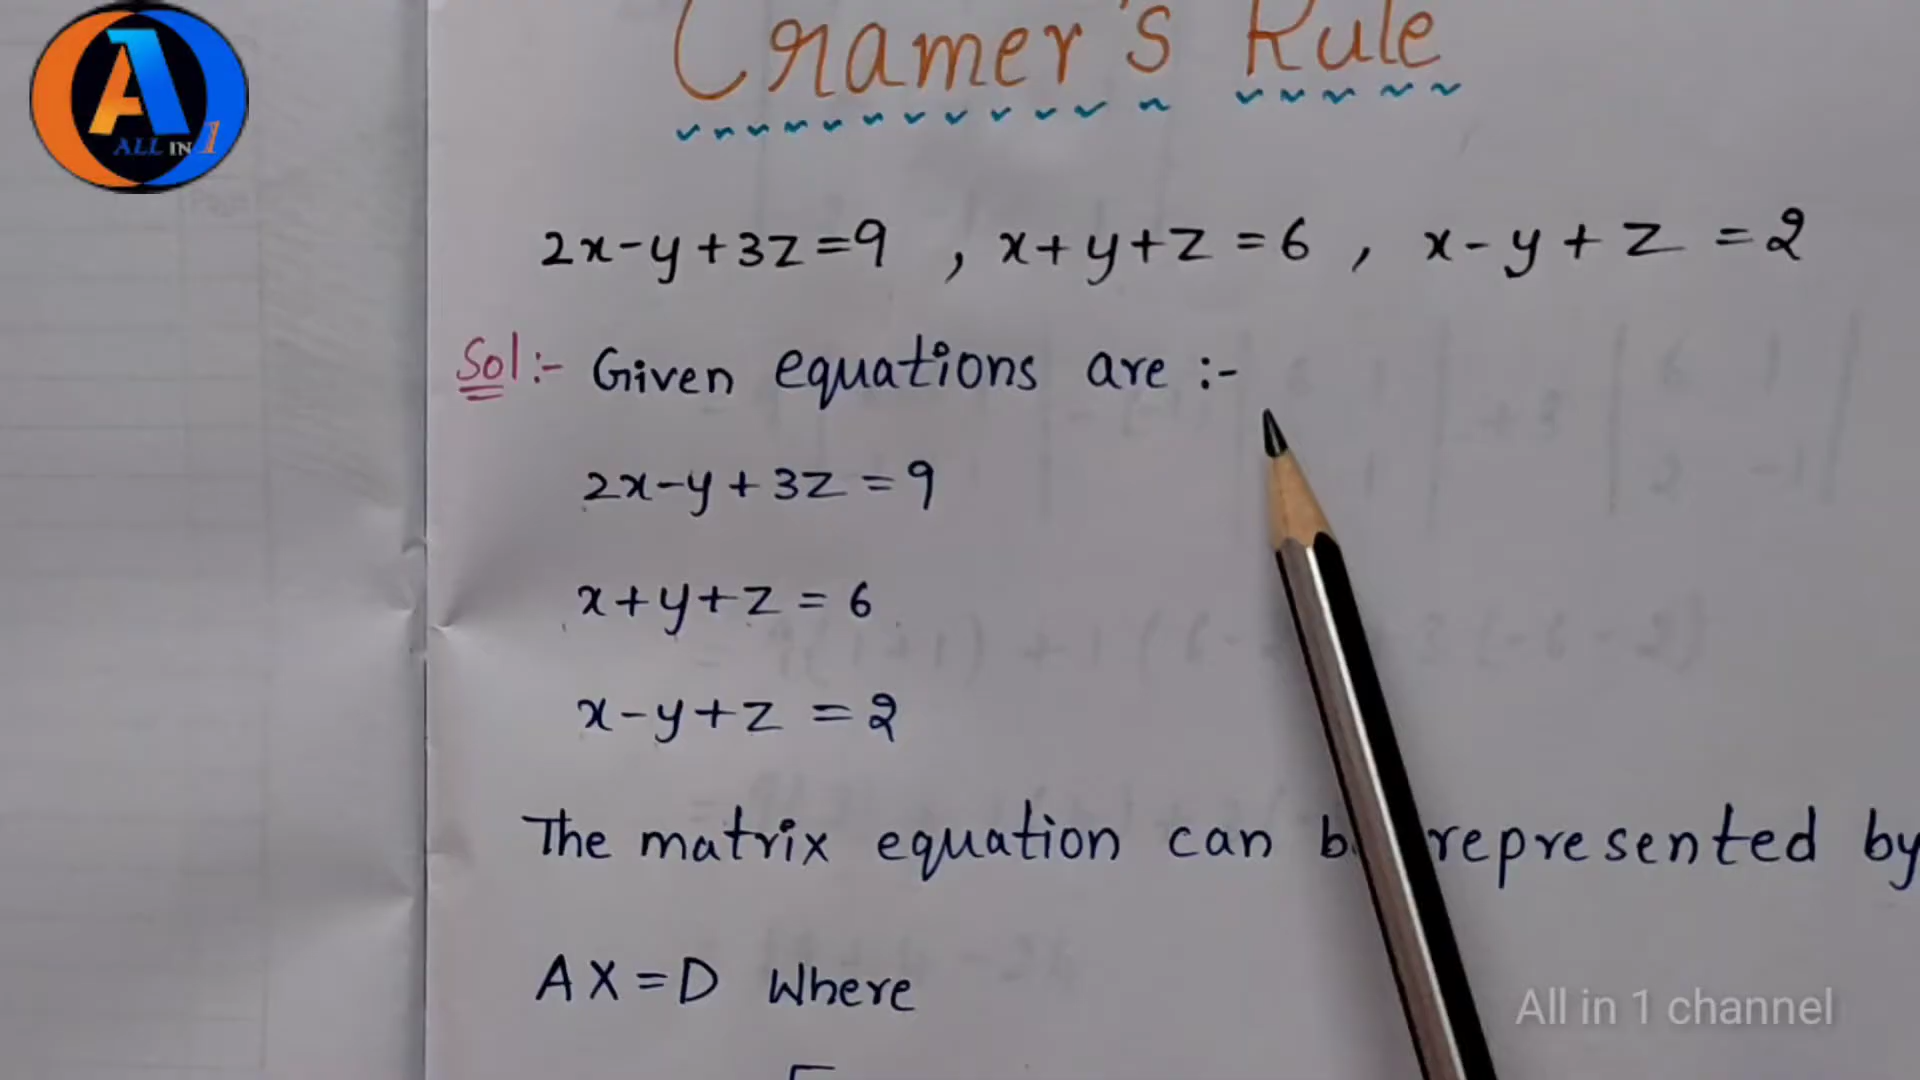 Cramer's Rule
ALL IN 1
2x-y+3z=9 , x+y+z=6 , x-y+z=2
Sol:- Given equations are :-
2x-y+3z=9
x+y+z=6
x-y+z=2
The matrix equation can represented by
AX=D Where
All in 1 channel